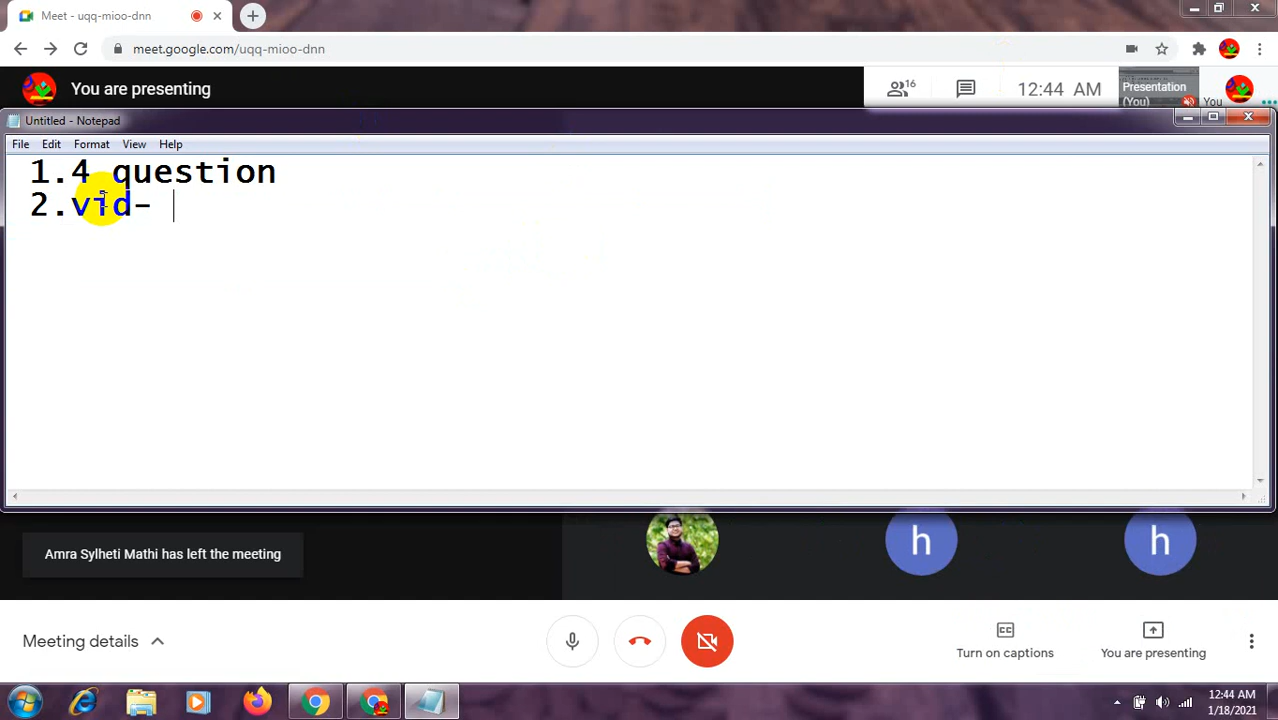 Meet - uqq-mioo-dnn
meet.google.com/uqq-mioo-dnn
You are presenting
16
12:44 AM
Presentation
(You)
You
Untitled - Notepad
File Edit Format View Help
1.4 question
2.vid-
Amra Sylheti Mathi has left the meeting
h
h
Meeting details
CC
Turn on captions
You are presenting
12:44 AM
1/18/2021